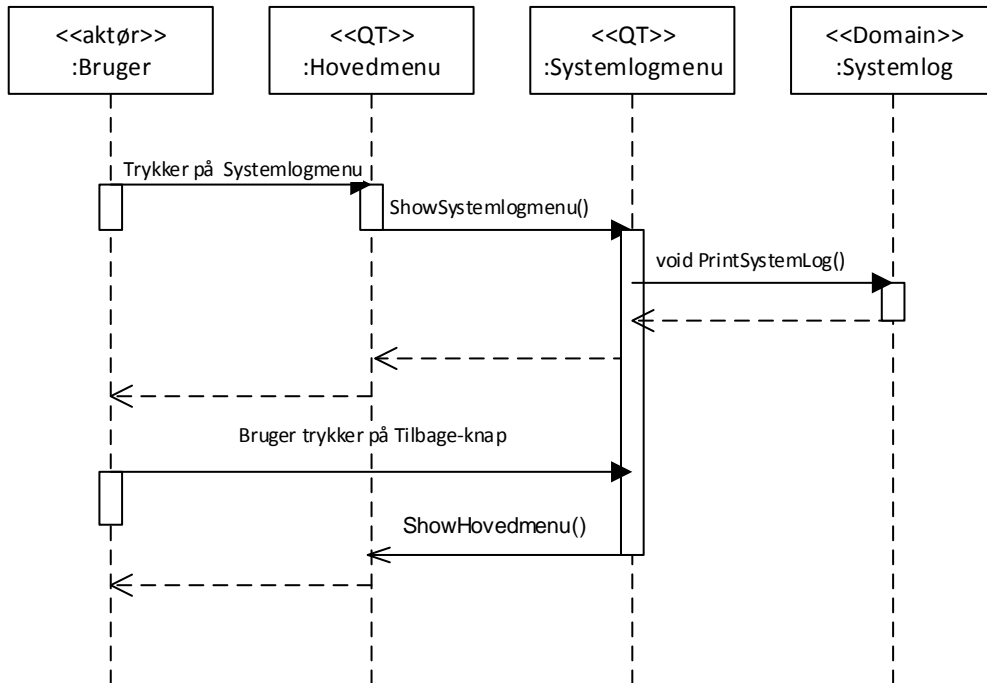 <<aktør>>
:Bruger
<<QT>>
:Hovedmenu
<<QT>>
:Systemlogmenu
<<Domain>>
:Systemlog
Trykker på Systemlogmenu
ShowSystemlogmenu()
void PrintSystemLog()
Bruger trykker på Tilbage-knap
ShowHovedmenu()